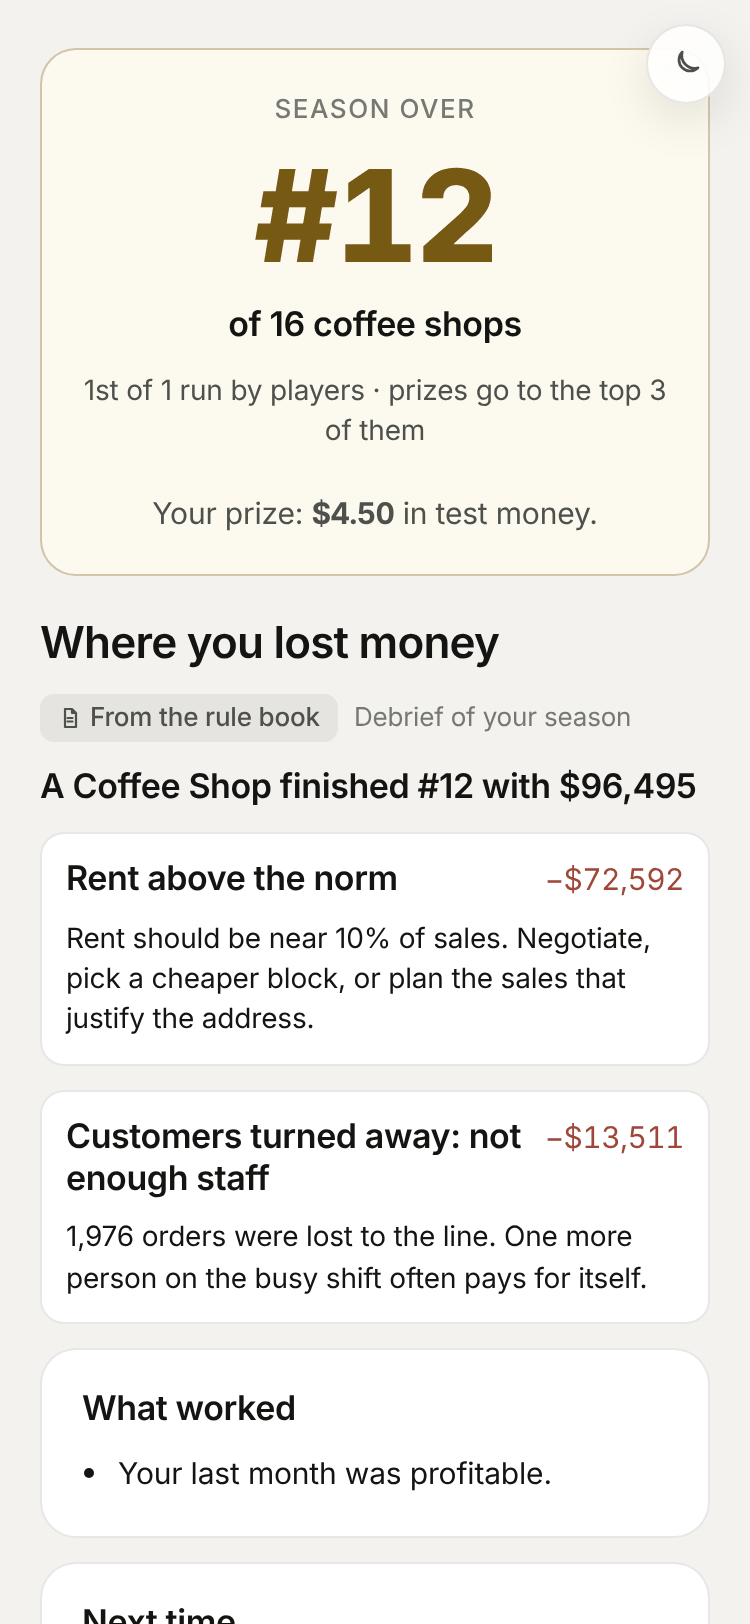 SEASON OVER
#12
of 16 coffee shops
1st of 1 run by players · prizes go to the top 3
of them
Your prize: $4.50 in test money.
Where you lost money
From the rule book
Debrief of your season
A Coffee Shop finished #12 with $96,495
Rent above the norm
−$72,592
Rent should be near 10% of sales. Negotiate,
pick a cheaper block, or plan the sales that
justify the address.
Customers turned away: not
enough staff
−$13,511
1,976 orders were lost to the line. One more
person on the busy shift often pays for itself.
What worked
• Your last month was profitable.
Next time